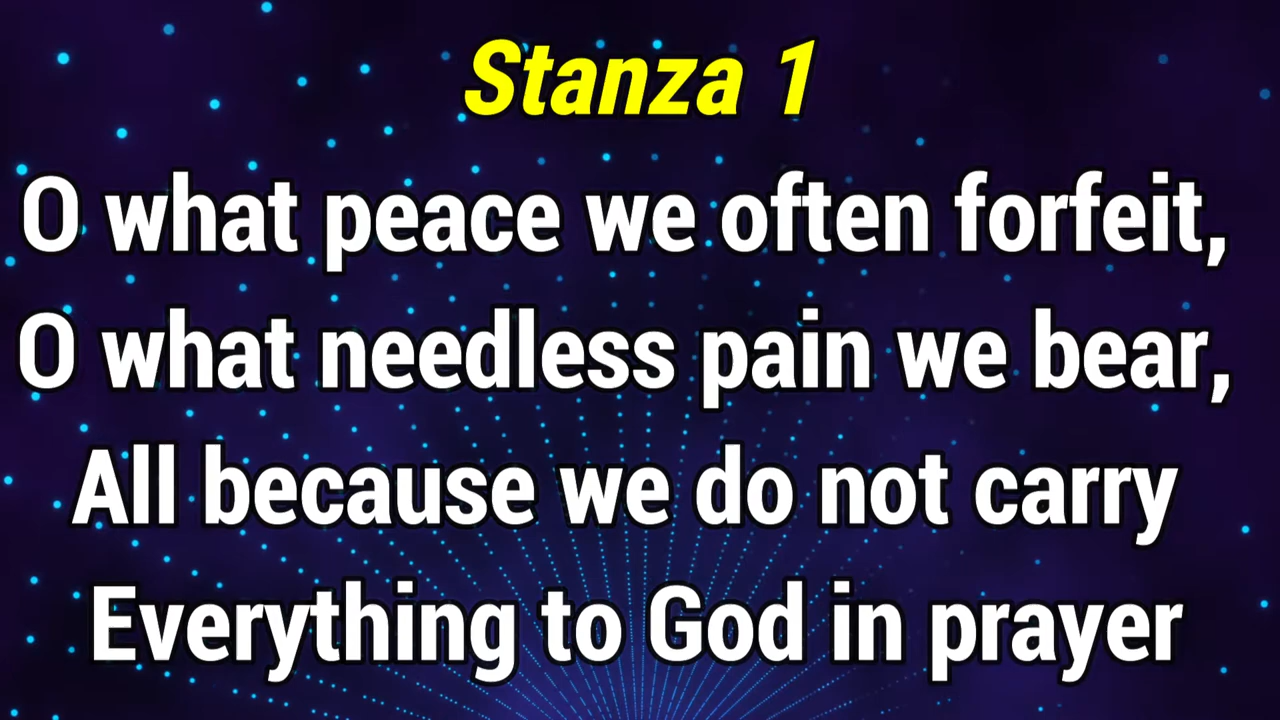 Stanza 1
O what peace we often forfeit,
O what needless pain we bear,
All because we do not carry
Everything to God in prayer